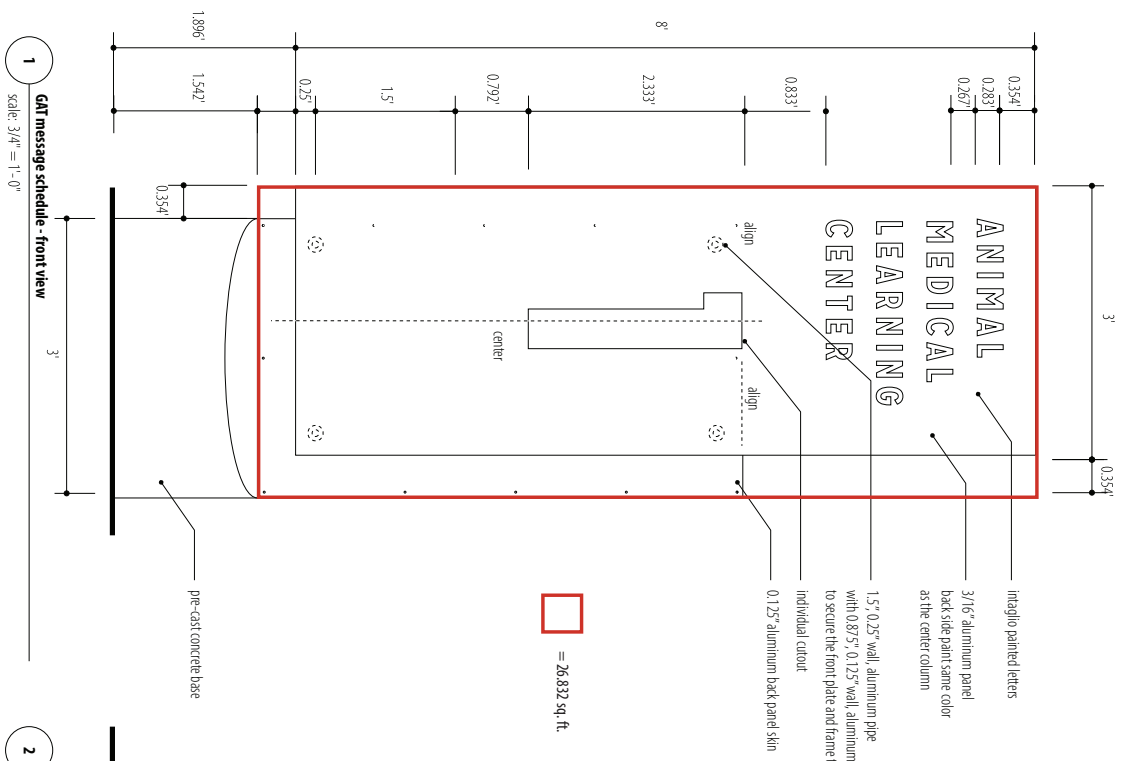 3'
0.354'
0.354'
0.283'
0.267'
0.833'
2.333'
0.792'
1.5'
0.25'
8'
1.896'
1.542'
0.354'
3'
ANIMAL
MEDICAL
LEARNING
CENTER
align
align
center
intaglio painted letters
3/16" aluminum panel
back side paint same color
as the center column
1.5", 0.25" wall, aluminum pipe
with 0.875", 0.125" wall, aluminum
to secure the front plate and frame
individual cutout
0.125" aluminum back panel skin
= 26.832 sq. ft.
pre-cast concrete base
1
GAT message schedule - front view
scale: 3/4" = 1'- 0"
2